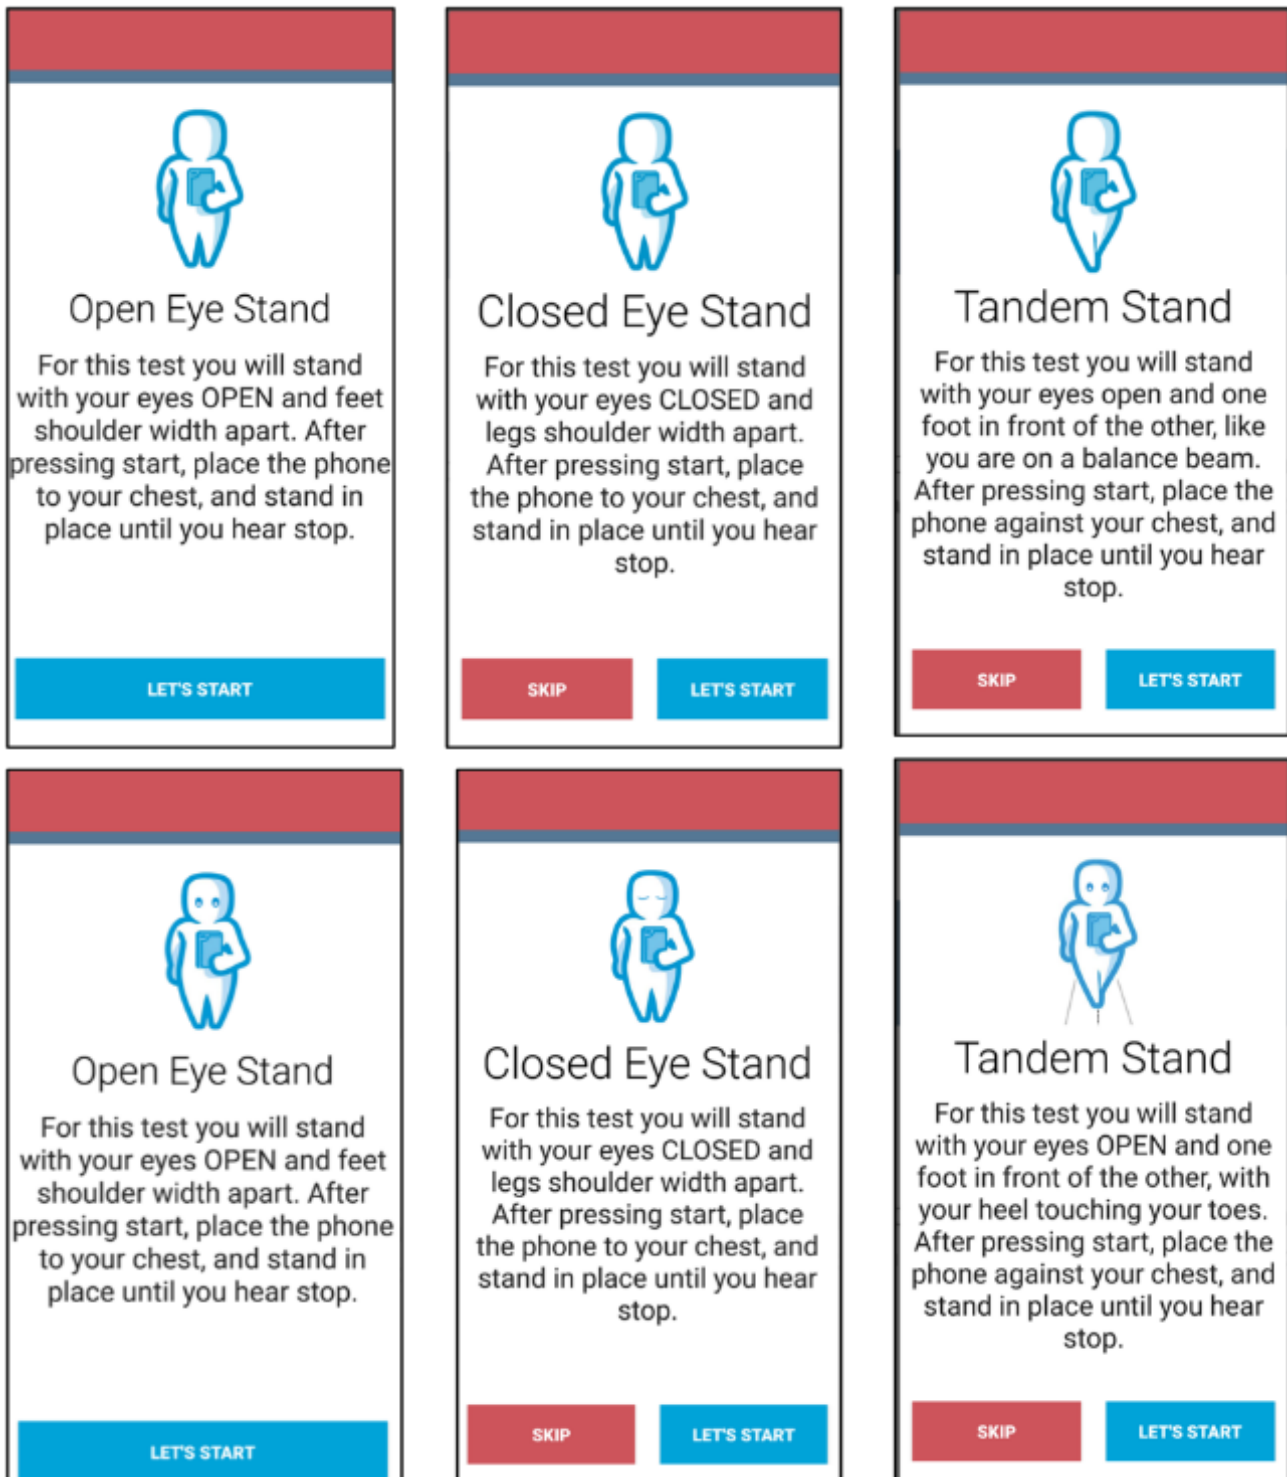 Open Eye Stand
For this test you will stand
with your eyes OPEN and feet
shoulder width apart. After
pressing start, place the phone
to your chest, and stand in
place until you hear stop.
LET'S START
Closed Eye Stand
For this test you will stand
with your eyes CLOSED and
legs shoulder width apart.
After pressing start, place
the phone to your chest, and
stand in place until you hear
stop.
SKIP
LET'S START
Tandem Stand
For this test you will stand
with your eyes open and one
foot in front of the other, like
you are on a balance beam.
After pressing start, place the
phone against your chest, and
stand in place until you hear
stop.
SKIP
LET'S START
Open Eye Stand
For this test you will stand
with your eyes OPEN and feet
shoulder width apart. After
pressing start, place the phone
to your chest, and stand in
place until you hear stop.
LET'S START
Closed Eye Stand
For this test you will stand
with your eyes CLOSED and
legs shoulder width apart.
After pressing start, place
the phone to your chest, and
stand in place until you hear
stop.
SKIP
LET'S START
Tandem Stand
For this test you will stand
with your eyes OPEN and one
foot in front of the other, with
your heel touching your toes.
After pressing start, place the
phone against your chest, and
stand in place until you hear
stop.
SKIP
LET'S START